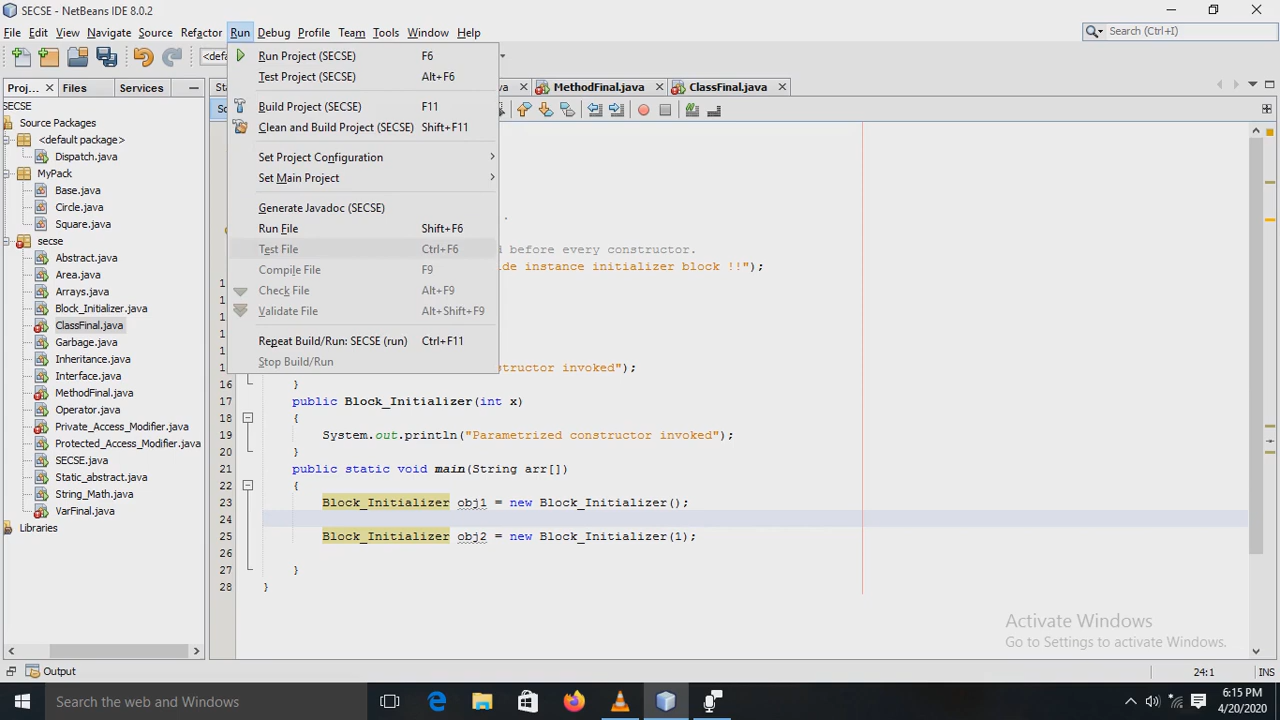 SECSE - NetBeans IDE 8.0.2
File Edit View Navigate Source Refactor Run Debug Profile Team Tools Window Help
Search (Ctrl+I)
Run Project (SECSE) F6
Test Project (SECSE) Alt+F6
Build Project (SECSE) F11
Clean and Build Project (SECSE) Shift+F11
Set Project Configuration
Set Main Project
Generate Javadoc (SECSE)
Run File Shift+F6
Test File Ctrl+F6
Compile File F9
Check File Alt+F9
Validate File Alt+Shift+F9
Repeat Build/Run: SECSE (run) Ctrl+F11
Stop Build/Run
Proj... Files Services
MethodFinal.java ClassFinal.java
SECSE
Source Packages
<default package>
Dispatch.java
MyPack
Base.java
Circle.java
Square.java
secse
Abstract.java
Area.java
Arrays.java
Block_Initializer.java
ClassFinal.java
Garbage.java
Inheritance.java
Interface.java
MethodFinal.java
Operator.java
Private_Access_Modifier.java
Protected_Access_Modifier.java
SECSE.java
Static_abstract.java
String_Math.java
VarFinal.java
Libraries
before every constructor.
instance initializer block !!");
invoked");
16 }
17 public Block_Initializer(int x)
18 {
19 System.out.println("Parametrized constructor invoked");
20 }
21 public static void main(String arr[])
22 {
23 Block_Initializer obj1 = new Block_Initializer();
24
25 Block_Initializer obj2 = new Block_Initializer(1);
26
27 }
28 }
Activate Windows
Go to Settings to activate Windows.
Output
24:1 INS
Search the web and Windows
6:15 PM
4/20/2020